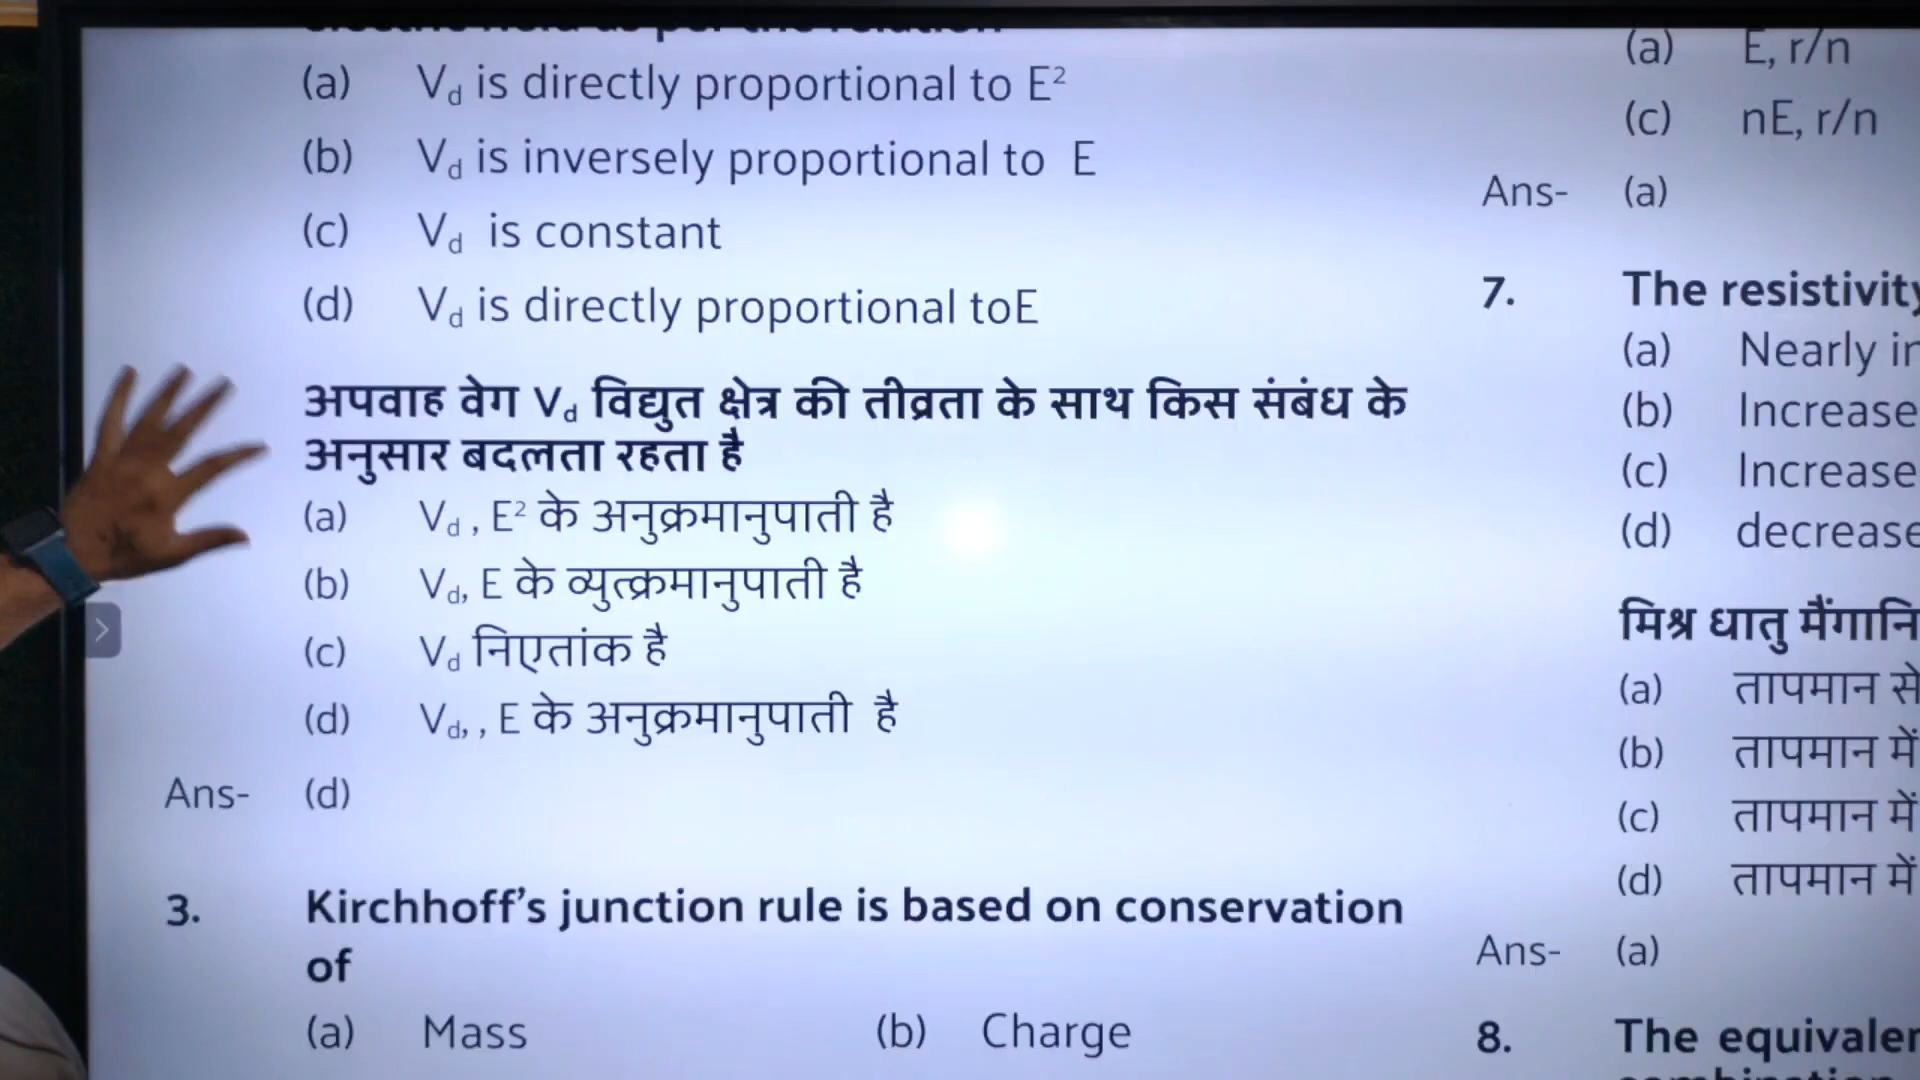 (a) V_d is directly proportional to E²
(b) V_d is inversely proportional to E
(c) V_d is constant
(d) V_d is directly proportional toE
अपवाह वेग V_d विद्युत क्षेत्र की तीव्रता के साथ किस संबंध के
अनुसार बदलता रहता है
(a) V_d , E² के अनुक्रमानुपाती है
(b) V_d, E के व्युत्क्रमानुपाती है
(c) V_d निएतांक है
(d) V_d, , E के अनुक्रमानुपाती है
Ans- (d)
3. Kirchhoff's junction rule is based on conservation
of
(a) Mass (b) Charge
(a) E, r/n
(c) nE, r/n
Ans- (a)
7. The resistivity
(a) Nearly
(b) Increase
(c) Increase
(d) decrease
मिश्र धातु
(a) तापमान से
(b) तापमान में
(c) तापमान में
(d) तापमान में
Ans- (a)
8. The